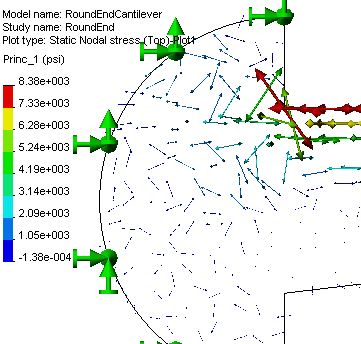 Model name: RoundEndCantilever
Study name: RoundEnd
Plot type: Static Nodal stress (Top)-Plot1
Princ_1 (psi)
8.38e+003
7.33e+003
6.28e+003
5.24e+003
4.19e+003
3.14e+003
2.09e+003
1.05e+003
-1.38e-004